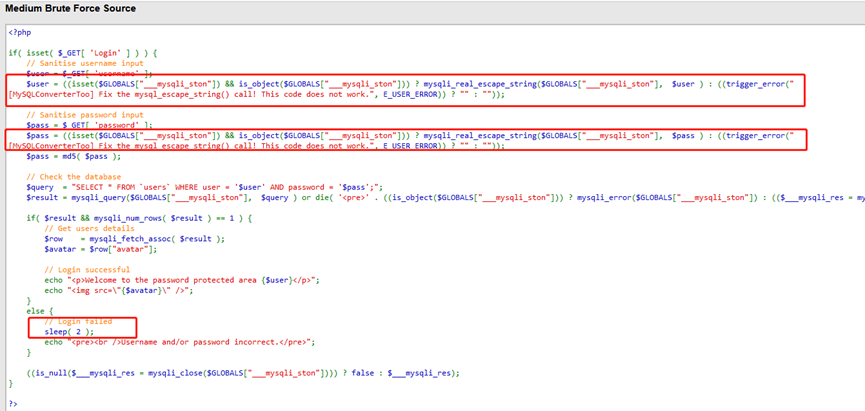 Medium Brute Force Source
<?php
if( isset( $_GET[ 'Login' ] ) ) {
// Sanitise username input
$user = $_GET[ 'username' ];
$user = ((isset($GLOBALS["___mysqli_ston"]) && is_object($GLOBALS["___mysqli_ston"])) ? mysqli_real_escape_string($GLOBALS["___mysqli_ston"], $user ) : ((trigger_error("
[MySQLConverterToo] Fix the mysql_escape_string() call! This code does not work.", E_USER_ERROR)) ? "" : ""));
// Sanitise password input
$pass = $_GET[ 'password' ];
$pass = ((isset($GLOBALS["___mysqli_ston"]) && is_object($GLOBALS["___mysqli_ston"])) ? mysqli_real_escape_string($GLOBALS["___mysqli_ston"], $pass ) : ((trigger_error("
[MySQLConverterToo] Fix the mysql_escape_string() call! This code does not work.", E_USER_ERROR)) ? "" : ""));
$pass = md5( $pass );
// Check the database
$query = "SELECT * FROM `users` WHERE user = '$user' AND password = '$pass';";
$result = mysqli_query($GLOBALS["___mysqli_ston"], $query ) or die( '<pre>' . ((is_object($GLOBALS["___mysqli_ston"])) ? mysqli_error($GLOBALS["___mysqli_ston"]) : (($___mysqli_res = m
if( $result && mysqli_num_rows( $result ) == 1 ) {
// Get users details
$row = mysqli_fetch_assoc( $result );
$avatar = $row["avatar"];
// Login successful
echo "<p>Welcome to the password protected area {$user}</p>";
echo "<img src=\"{$avatar}\" />";
}
else {
// Login failed
sleep( 2 );
echo "<pre><br />Username and/or password incorrect.</pre>";
}
((is_null($___mysqli_res = mysqli_close($GLOBALS["___mysqli_ston"]))) ? false : $___mysqli_res);
}
?>